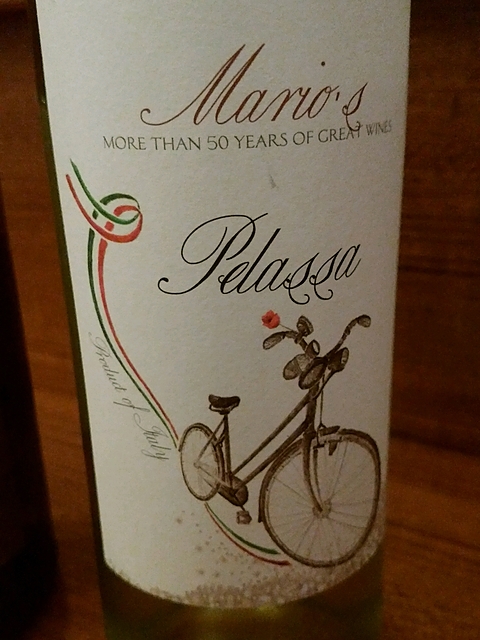 Mario's
MORE THAN 50 YEARS OF GREAT WINES
Pelassa
Product of Italy